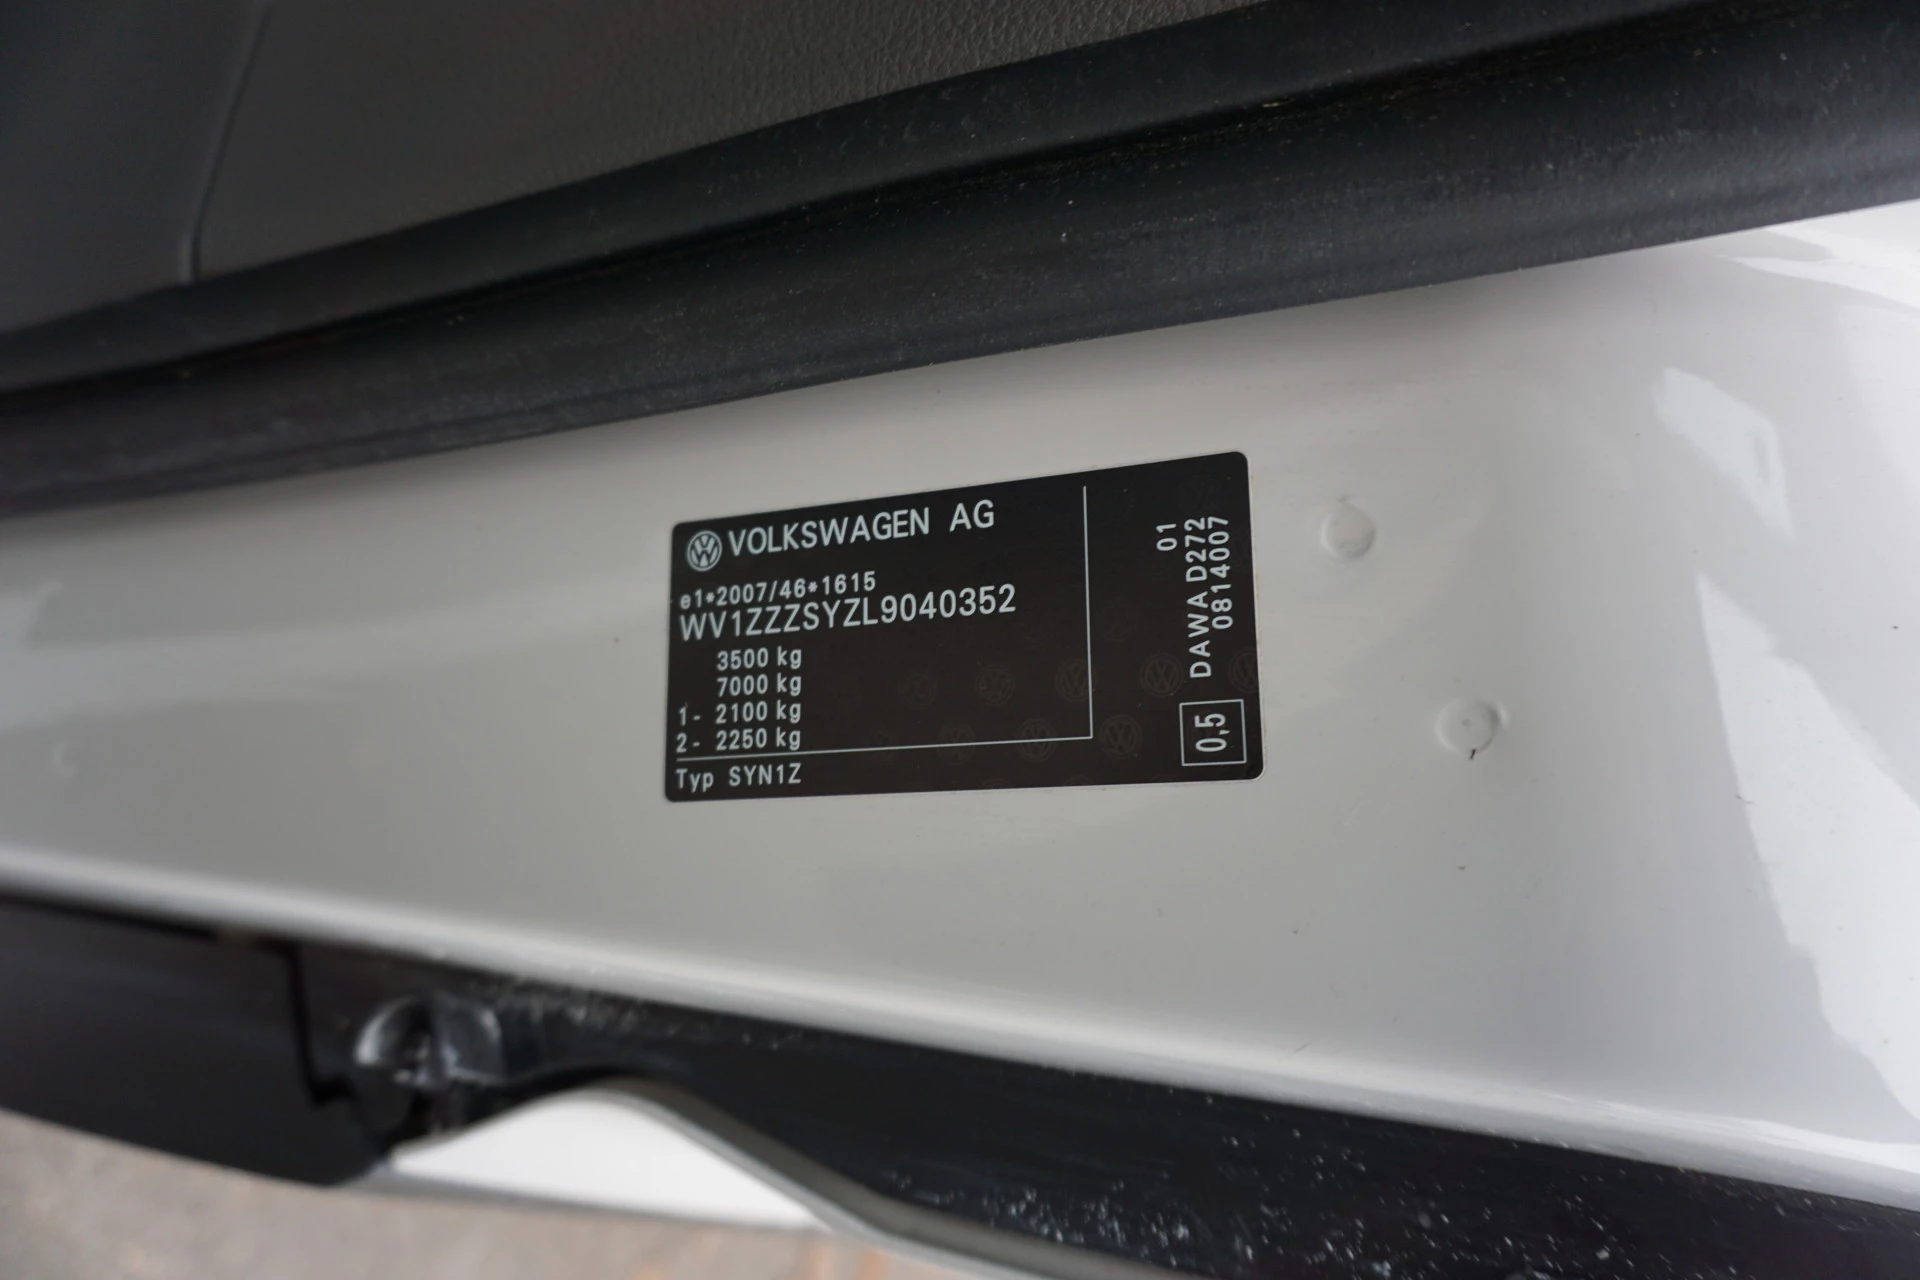 VOLKSWAGEN AG
e1*2007/46*1615
WV1ZZZSYZL9040352
3500 kg
7000 kg
1- 2100 kg
2- 2250 kg
Typ SYN1Z
01
DAWA D272
0814007
0,5